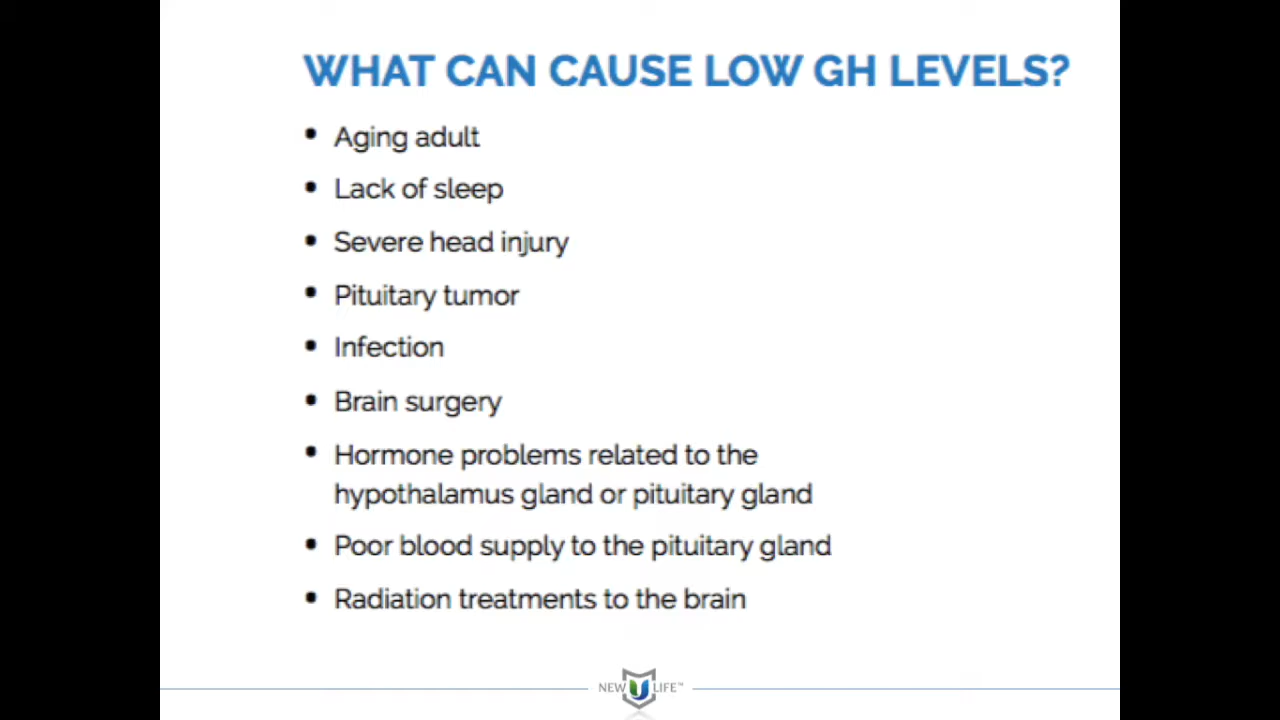 WHAT CAN CAUSE LOW GH LEVELS?
• Aging adult
• Lack of sleep
• Severe head injury
• Pituitary tumor
• Infection
• Brain surgery
• Hormone problems related to the
hypothalamus gland or pituitary gland
• Poor blood supply to the pituitary gland
• Radiation treatments to the brain
NEW U LIFE™